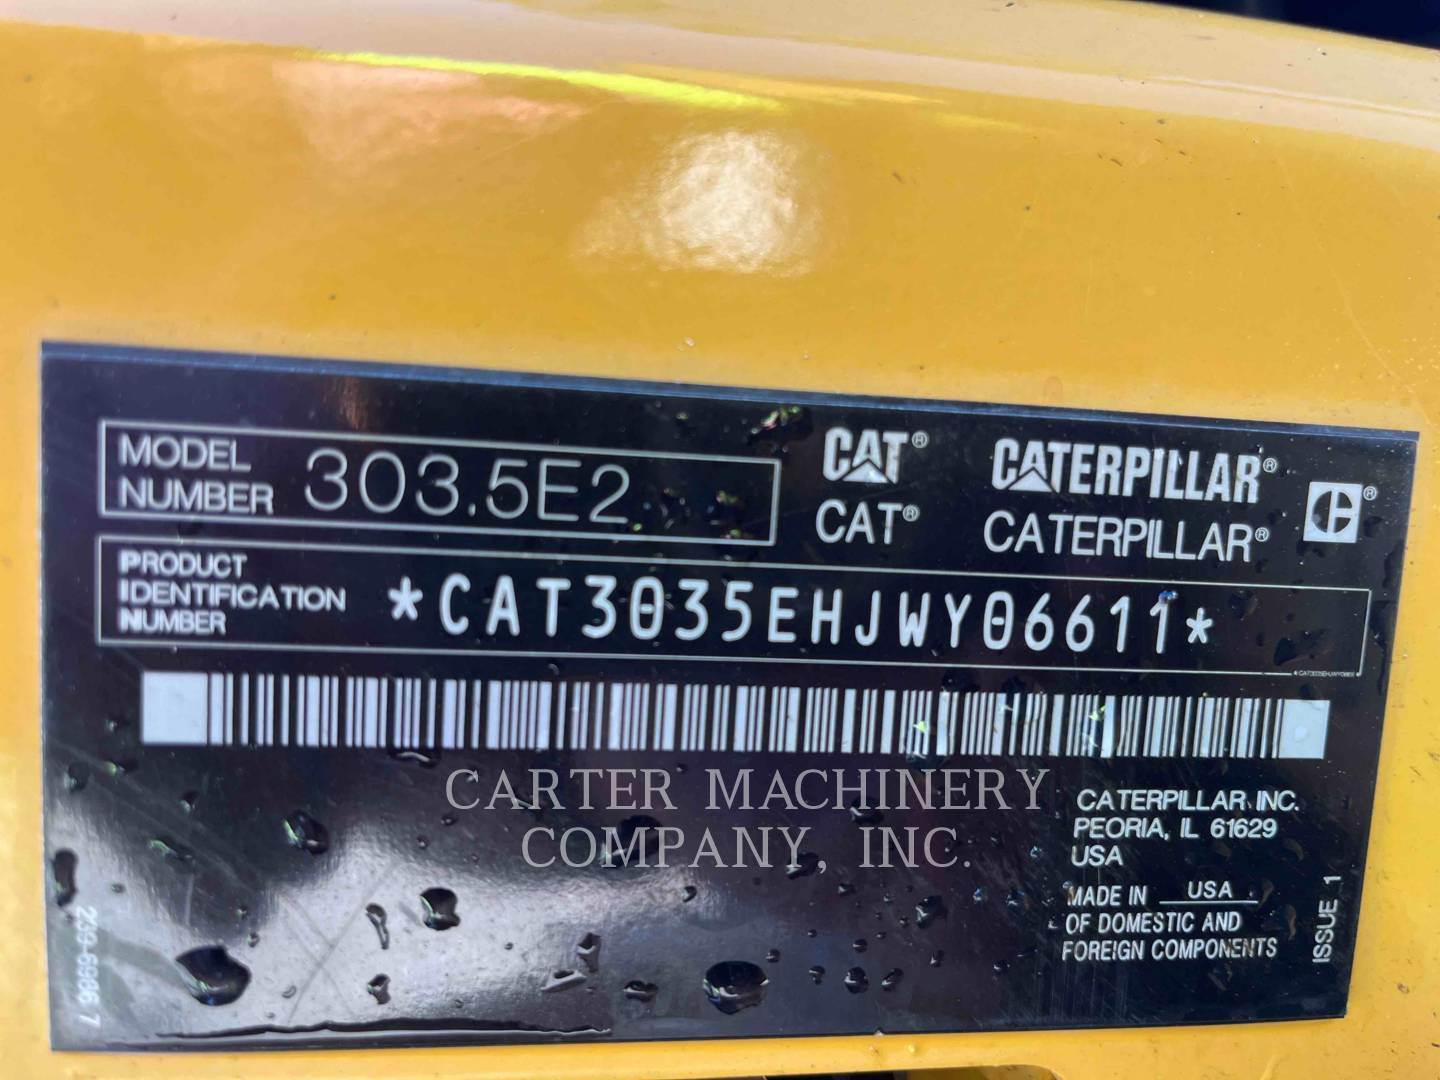 MODEL NUMBER 303.5E2
CAT® CATERPILLAR®
CAT® CATERPILLAR®
PRODUCT IDENTIFICATION NUMBER *CAT3035EHJWY06611*
CARTER MACHINERY
COMPANY, INC.
CATERPILLAR INC.
PEORIA, IL 61629
USA
MADE IN USA
OF DOMESTIC AND
FOREIGN COMPONENTS
ISSUE 1